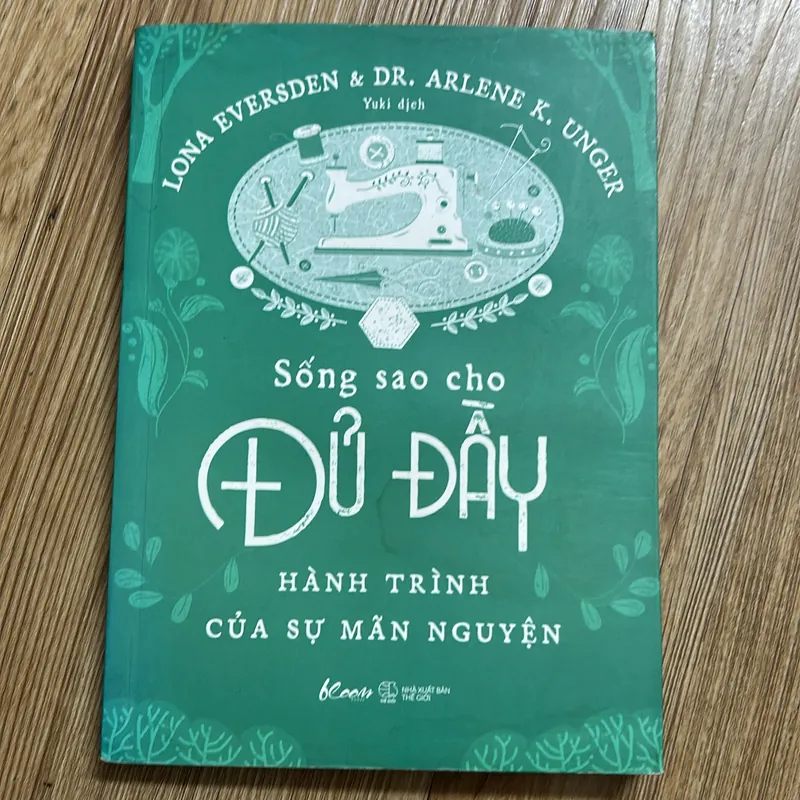 LONA EVERSDEN & DR. ARLENE K. UNGER
Yuki dịch
Sống sao cho
ĐỦ ĐẦY
HÀNH TRÌNH
CỦA SỰ MÃN NGUYỆN
bloom
NHÀ XUẤT BẢN
THẾ GIỚI